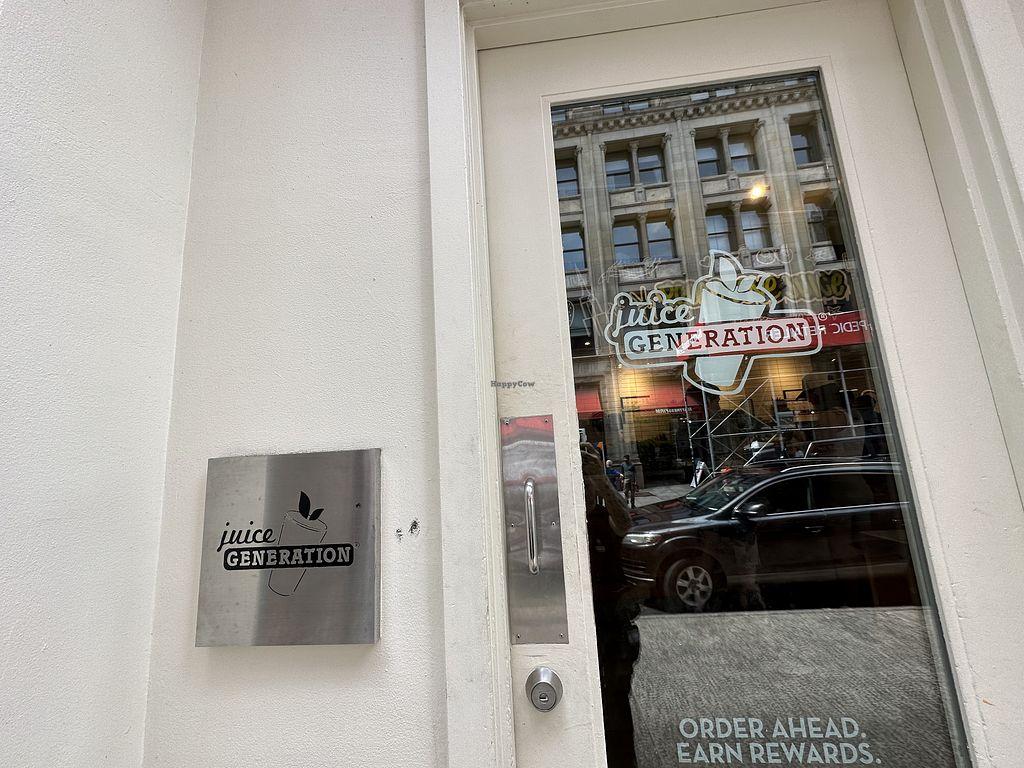 juice
GENERATION
juice
GENERATION
HappyCow
ORDER AHEAD.
EARN REWARDS.